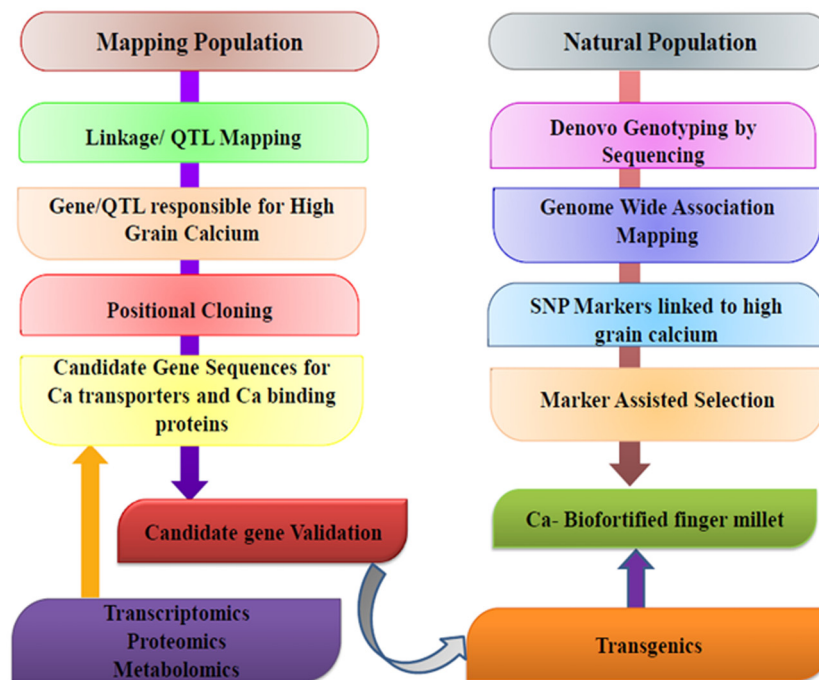 Mapping Population
Linkage/ QTL Mapping
Gene/QTL responsible for High
Grain Calcium
Positional Cloning
Candidate Gene Sequences for
Ca transporters and Ca binding
proteins
Candidate gene Validation
Transcriptomics
Proteomics
Metabolomics
Natural Population
Denovo Genotyping by
Sequencing
Genome Wide Association
Mapping
SNP Markers linked to high
grain calcium
Marker Assisted Selection
Ca- Biofortified finger millet
Transgenics